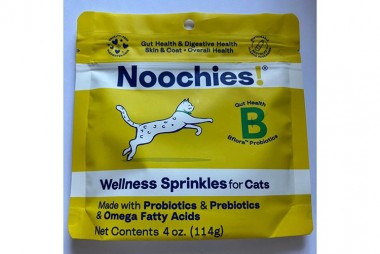 Gut Health & Digestive Health
Skin & Coat • Overall Health
Noochies!®
Gut Health
B
Bflora™ Probiotics
Wellness Sprinkles for Cats
Made with Probiotics & Prebiotics
& Omega Fatty Acids
Net Contents 4 oz. (114g)